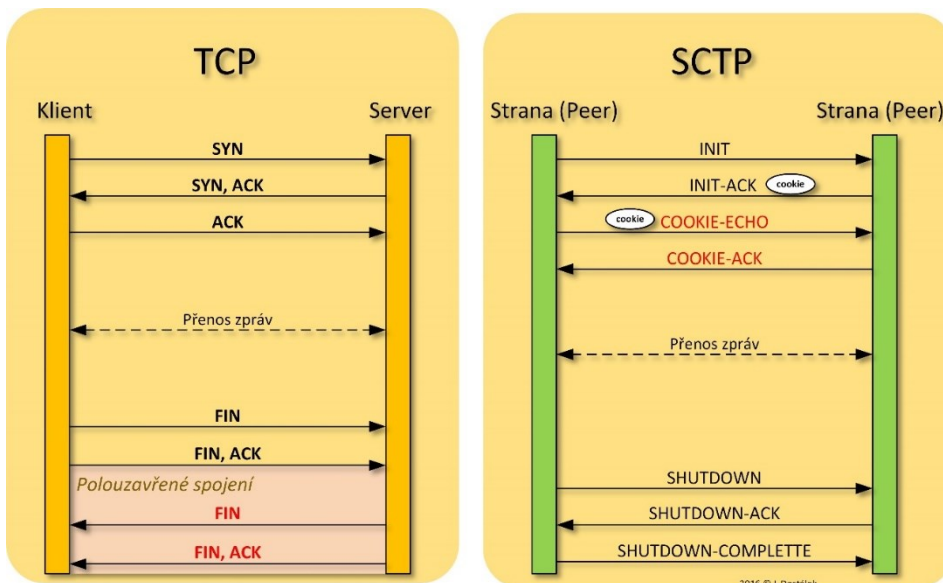 TCP
Klient
Server
SYN
SYN, ACK
ACK
Přenos zpráv
FIN
FIN, ACK
Polouzavřené spojení
FIN
FIN, ACK
SCTP
Strana (Peer)
Strana (Peer)
INIT
INIT-ACK cookie
cookie COOKIE-ECHO
COOKIE-ACK
Přenos zpráv
SHUTDOWN
SHUTDOWN-ACK
SHUTDOWN-COMPLETTE
2016 ©